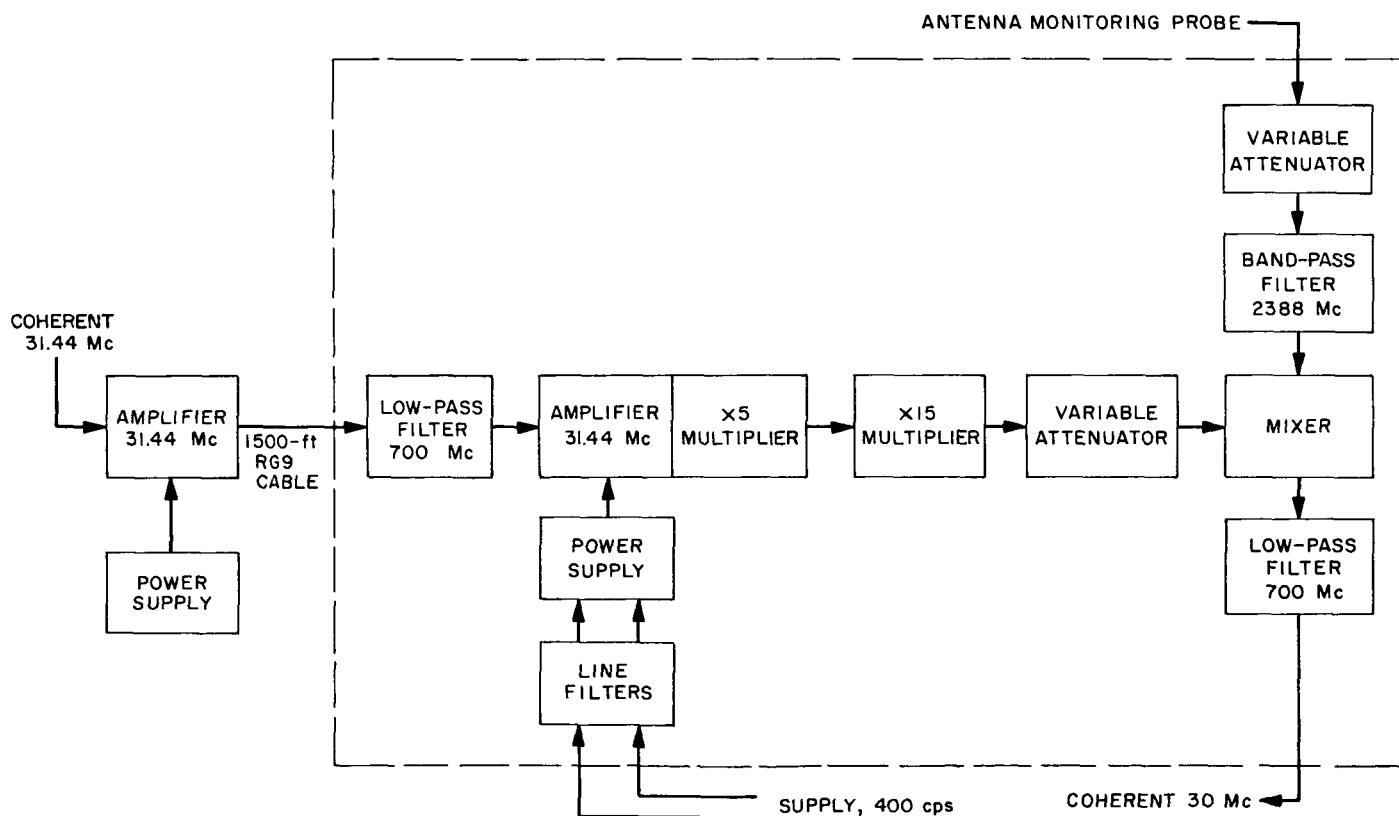 ANTENNA MONITORING PROBE
VARIABLE
ATTENUATOR
BAND-PASS
FILTER
2388 Mc
COHERENT
31.44 Mc
AMPLIFIER
31.44 Mc
1500-ft
RG9
CABLE
LOW-PASS
FILTER
700 Mc
AMPLIFIER
31.44 Mc
×5
MULTIPLIER
×15
MULTIPLIER
VARIABLE
ATTENUATOR
MIXER
POWER
SUPPLY
POWER
SUPPLY
LOW-PASS
FILTER
700 Mc
LINE
FILTERS
SUPPLY, 400 cps
COHERENT 30 Mc